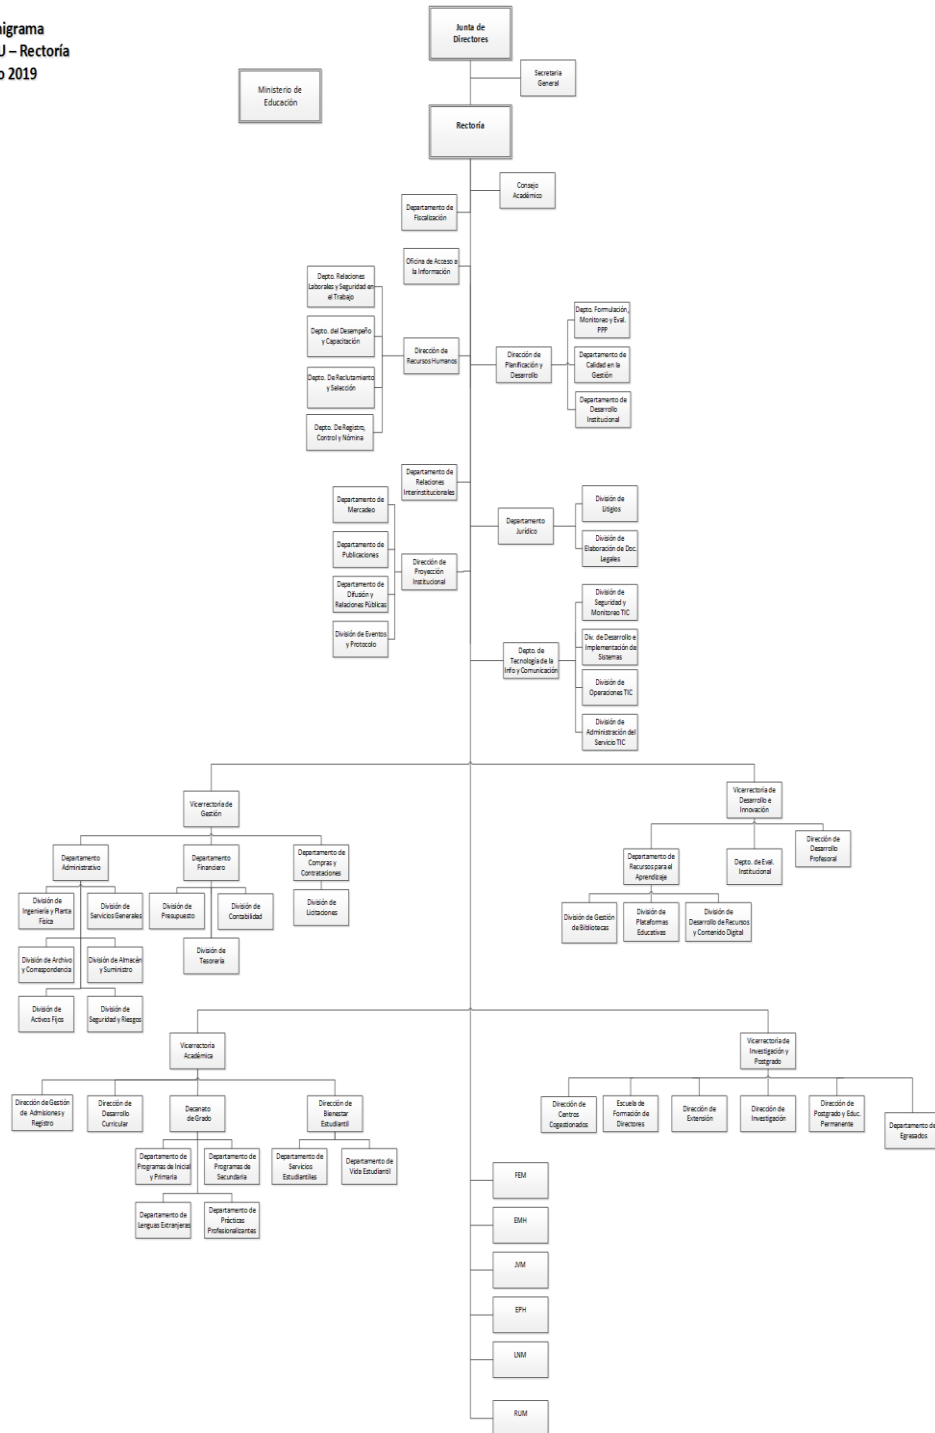 nigrama
U – Rectoría
o 2019
Junta de
Directores
Secretaria
General
Ministerio de
Educación
Rectoría
Consejo
Académico
Departamento de
Fiscalización
Oficina de Acceso a
la Información
Depto. Relaciones
Laborales y Seguridad en
el Trabajo
Depto. del Desempeño
y Capacitación
Depto. De Reclutamiento
y Selección
Depto. De Registro,
Control y Nómina
Dirección de
Recursos Humanos
Dirección de
Planificación y
Desarrollo
Depto. Formulación,
Monitoreo y Eval.
PPP
Departamento de
Calidad en la
Gestión
Departamento de
Desarrollo
Institucional
Departamento de
Relaciones
Interinstitucionales
Departamento de
Mercadeo
Departamento de
Publicaciones
Departamento de
Difusión y
Relaciones Públicas
División de Eventos
y Protocolo
Dirección de
Proyección
Institucional
Departamento
Jurídico
División de
Litigios
División de
Elaboración de Doc.
Legales
Depto. de
Tecnología de la
Info y Comunicación
División de
Seguridad y
Monitoreo TIC
Div. de Desarrollo e
Implementación de
Sistemas
División de
Operaciones TIC
División de
Administración del
Servicio TIC
Vicerrectoría de
Gestión
Departamento
Administrativo
Departamento
Financiero
Departamento de
Compras y
Contrataciones
División de
Ingeniería y Planta
Física
División de
Servicios Generales
División de
Presupuesto
División de
Contabilidad
División de
Licitaciones
División de Archivo
y Correspondencia
División de Almacén
y Suministro
División de
Tesorería
División de
Activos Fijos
División de
Seguridad y Riesgos
Vicerrectoría de
Desarrollo e
Innovación
Departamento de
Recursos para el
Aprendizaje
Depto. de Eval.
Institucional
Dirección de
Desarrollo
Profesoral
División de Gestión
de Bibliotecas
División de
Plataformas
Educativas
División de
Desarrollo de Recursos
y Contenido Digital
Vicerrectoría
Académica
Dirección de Gestión
de Admisiones y
Registro
Dirección de
Desarrollo
Curricular
Decanato
de Grado
Dirección de
Bienestar
Estudiantil
Departamento de
Programas de Inicial
y Primaria
Departamento de
Programas de
Secundaria
Departamento de
Servicios
Estudiantiles
Departamento de
Vida Estudiantil
Departamento de
Lenguas Extranjeras
Departamento de
Prácticas
Profesionalizantes
Vicerrectoría de
Investigación y
Postgrado
Dirección de
Centros
Cogestionados
Escuela de
Formación de
Directores
Dirección de
Extensión
Dirección de
Investigación
Dirección de
Postgrado y Educ.
Permanente
Departamento de
Egresados
FEM
EMH
JVM
EPH
LNM
RUM